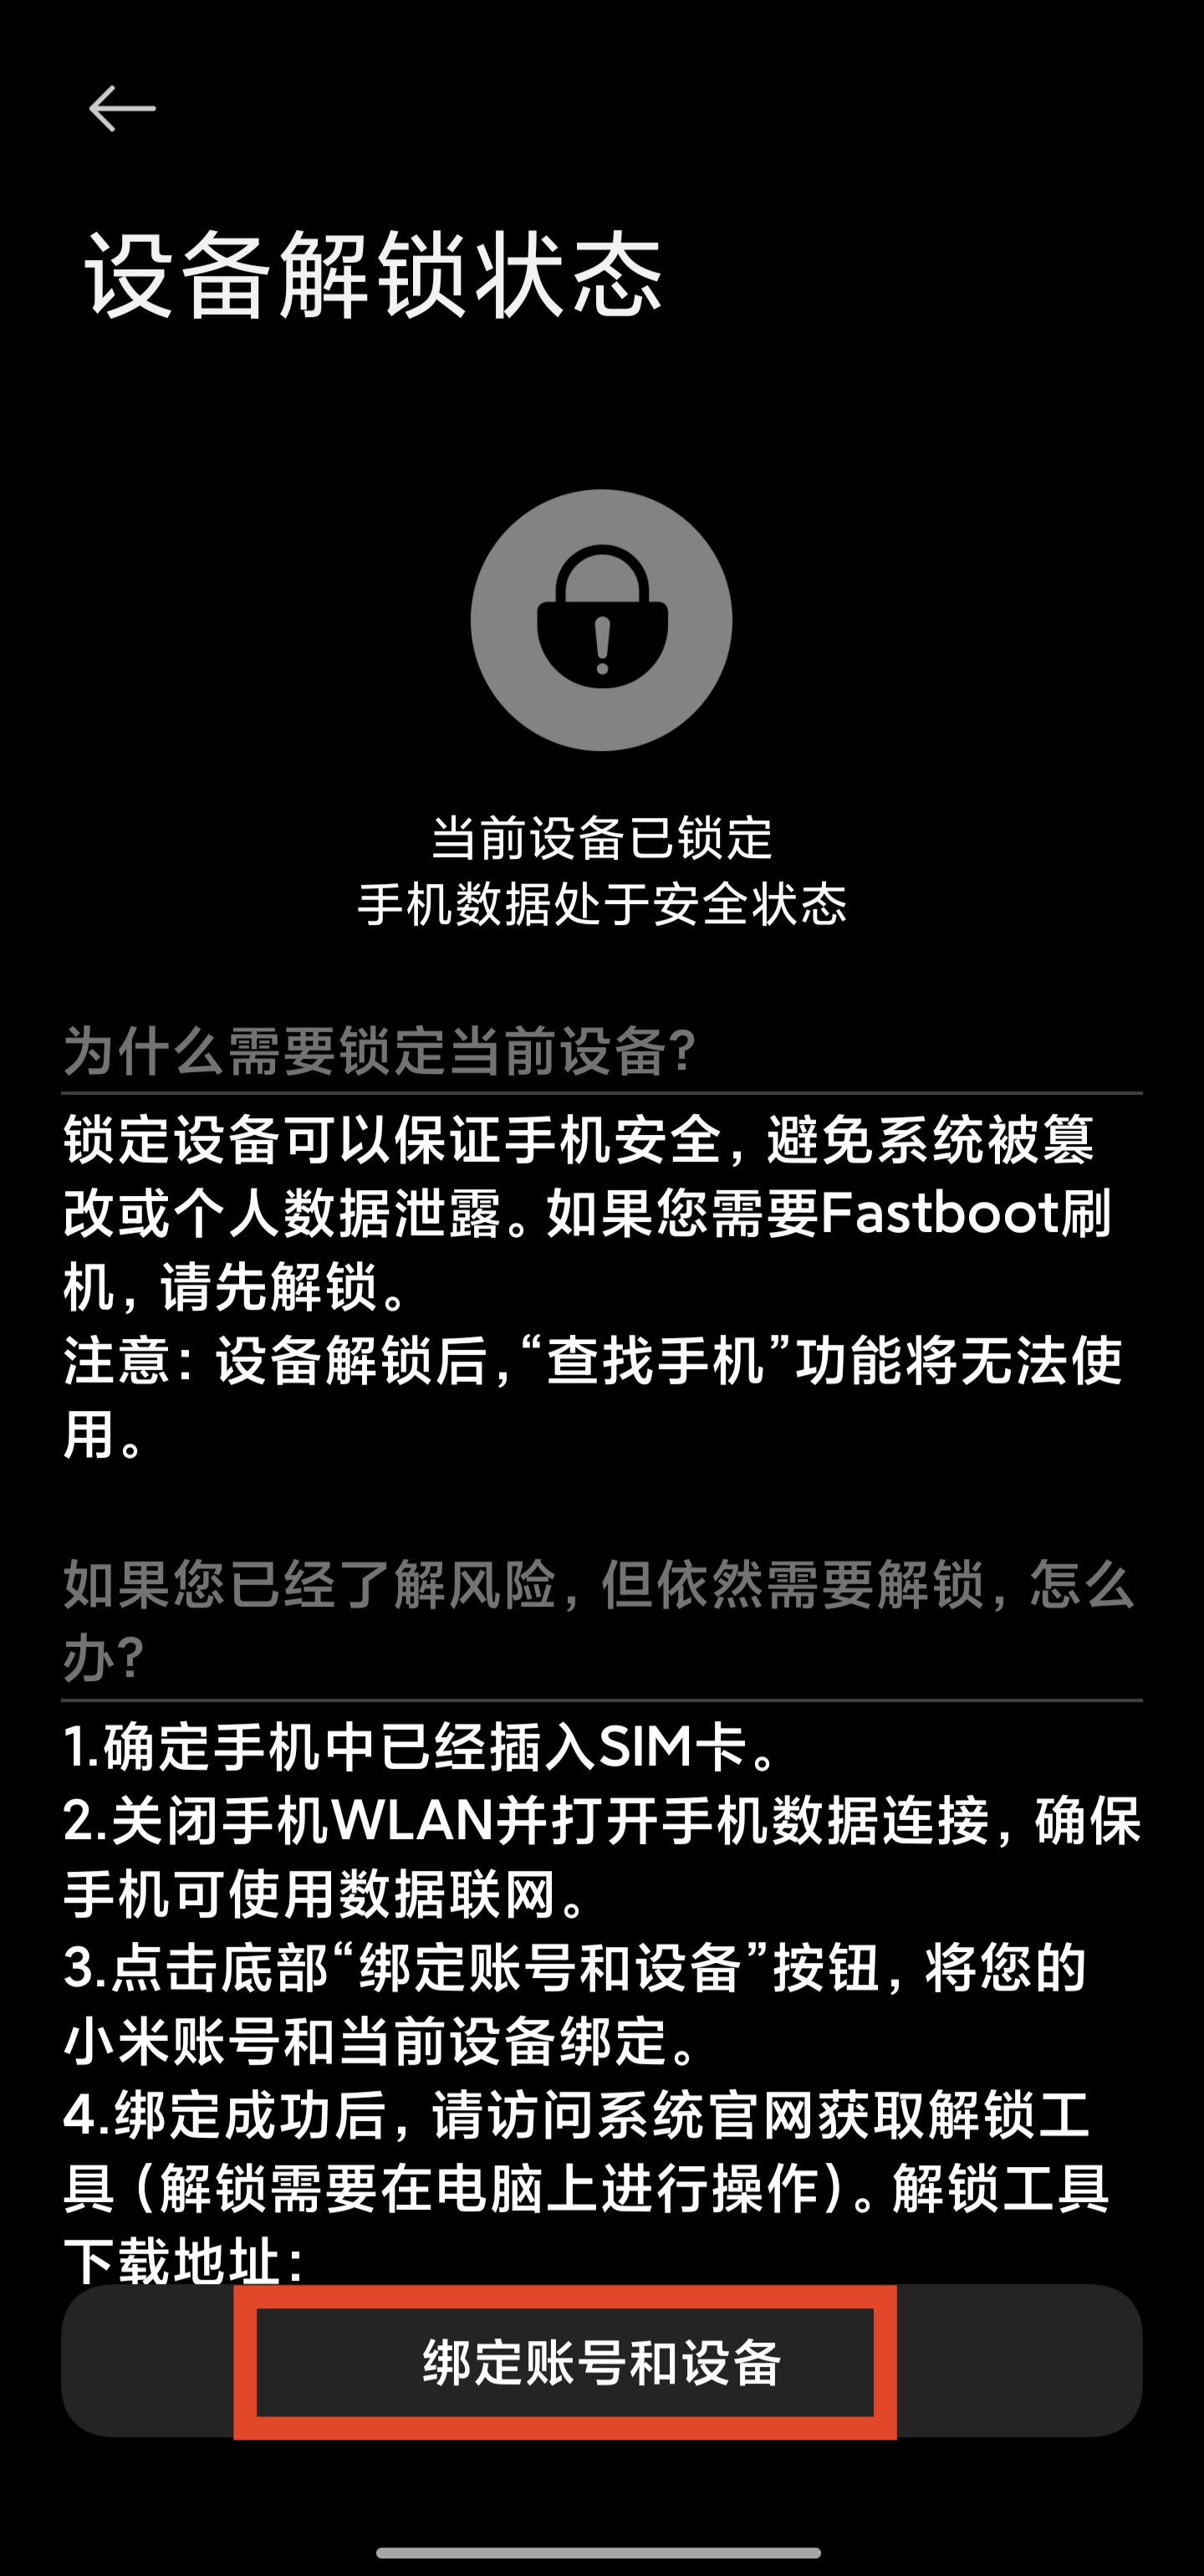 设备解锁状态
当前设备已锁定
手机数据处于安全状态
为什么需要锁定当前设备?
锁定设备可以保证手机安全，避免系统被篡
改或个人数据泄露。如果您需要Fastboot刷
机，请先解锁。
注意：设备解锁后，“查找手机”功能将无法使
用。
如果您已经了解风险，但依然需要解锁，怎么
办?
1.确定手机中已经插入SIM卡。
2.关闭手机WLAN并打开手机数据连接，确保
手机可使用数据联网。
3.点击底部“绑定账号和设备”按钮，将您的
小米账号和当前设备绑定。
4.绑定成功后，请访问系统官网获取解锁工
具（解锁需要在电脑上进行操作）。解锁工具
下载地址：
绑定账号和设备